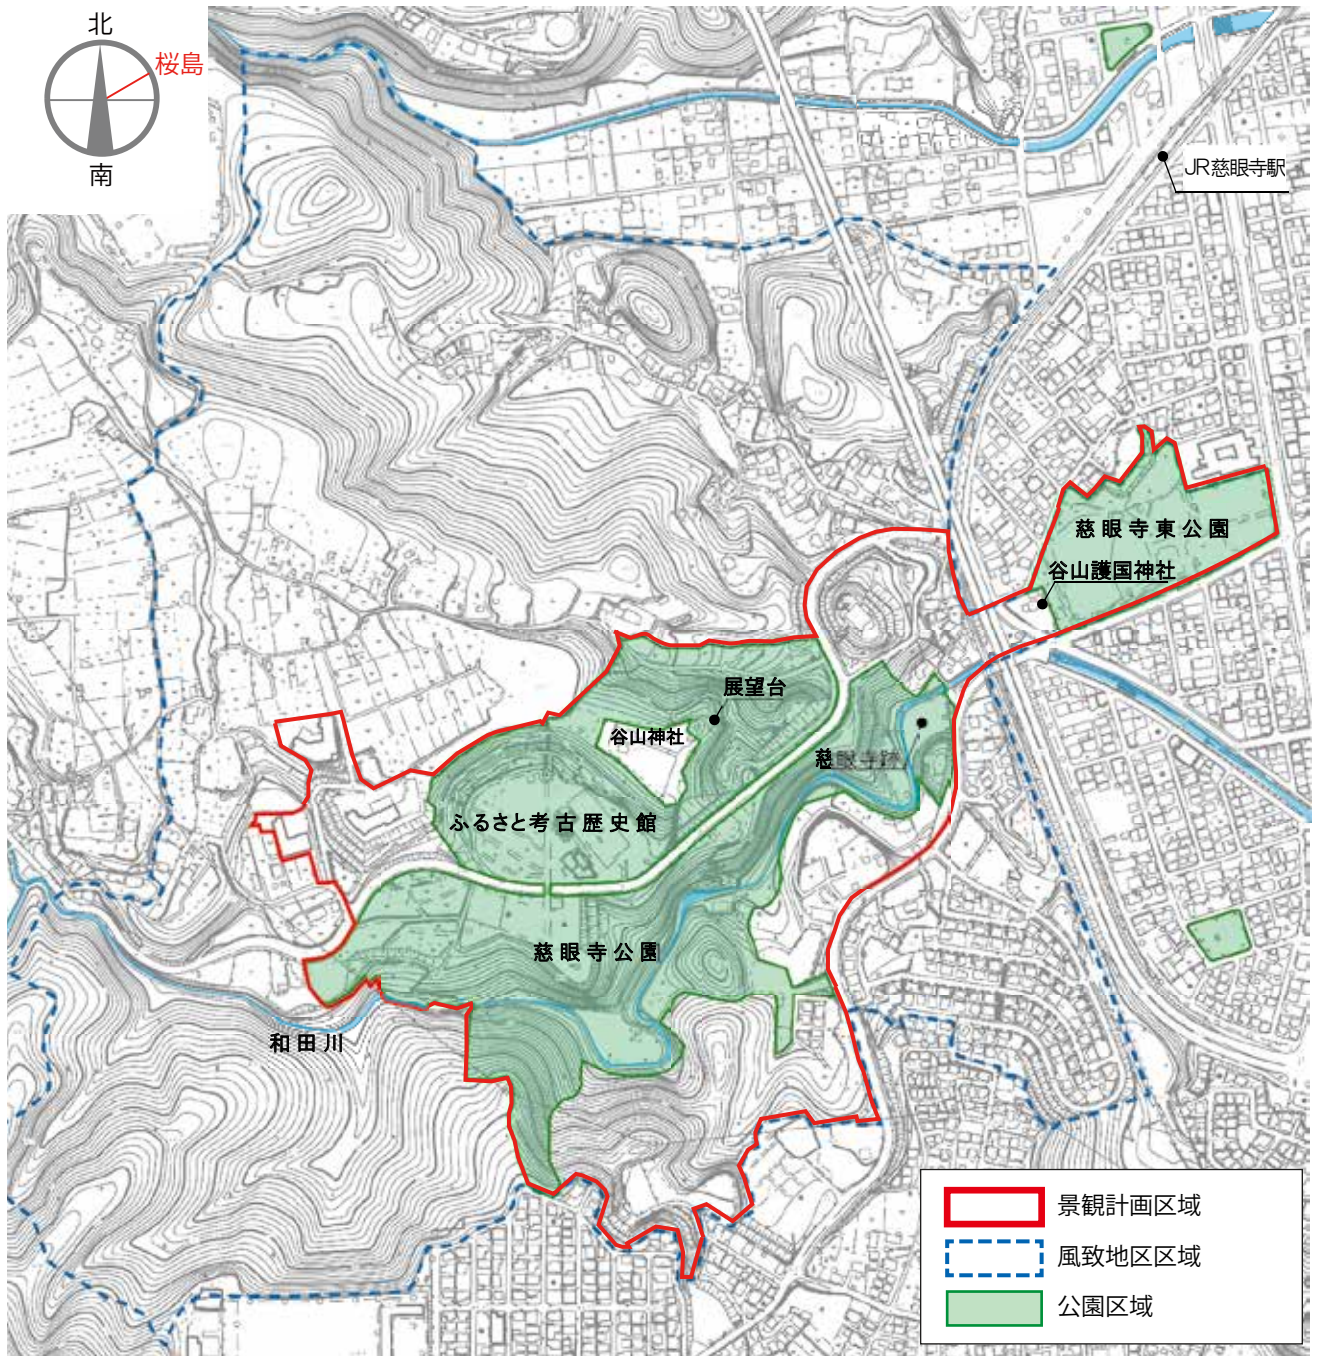 北
桜島
南
JR慈眼寺駅
慈眼寺東公園
谷山護国神社
展望台
谷山神社
慈眼寺跡
ふるさと考古歴史館
慈眼寺公園
和田川
景観計画区域
風致地区区域
公園区域